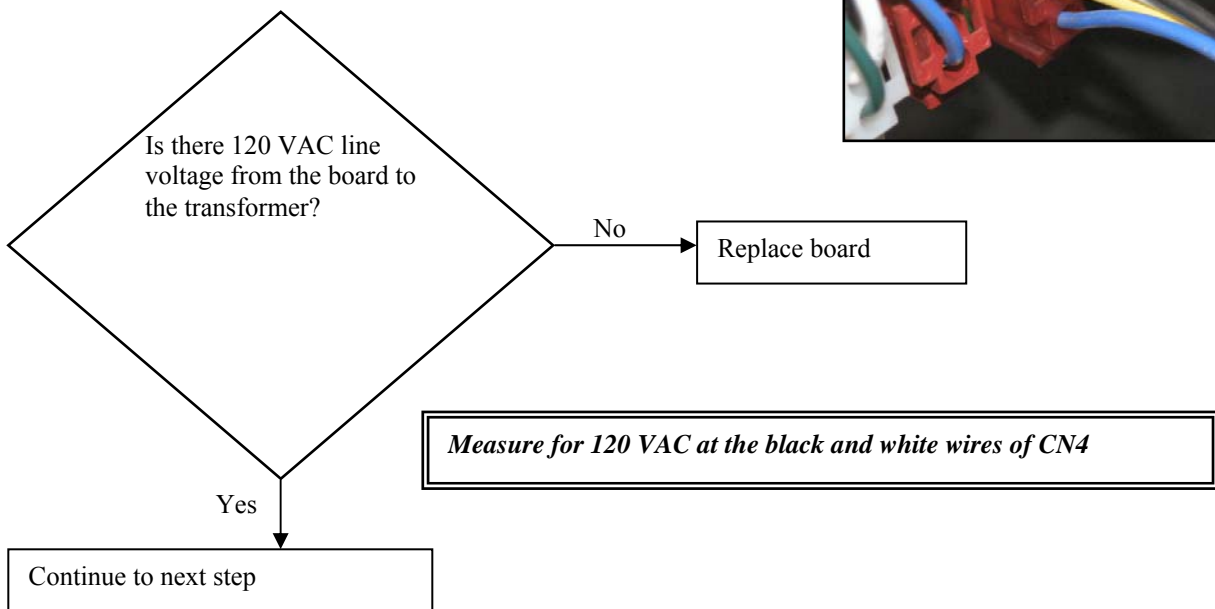 Is there 120 VAC line
voltage from the board to
the transformer?
No
Replace board
Measure for 120 VAC at the black and white wires of CN4
Yes
Continue to next step